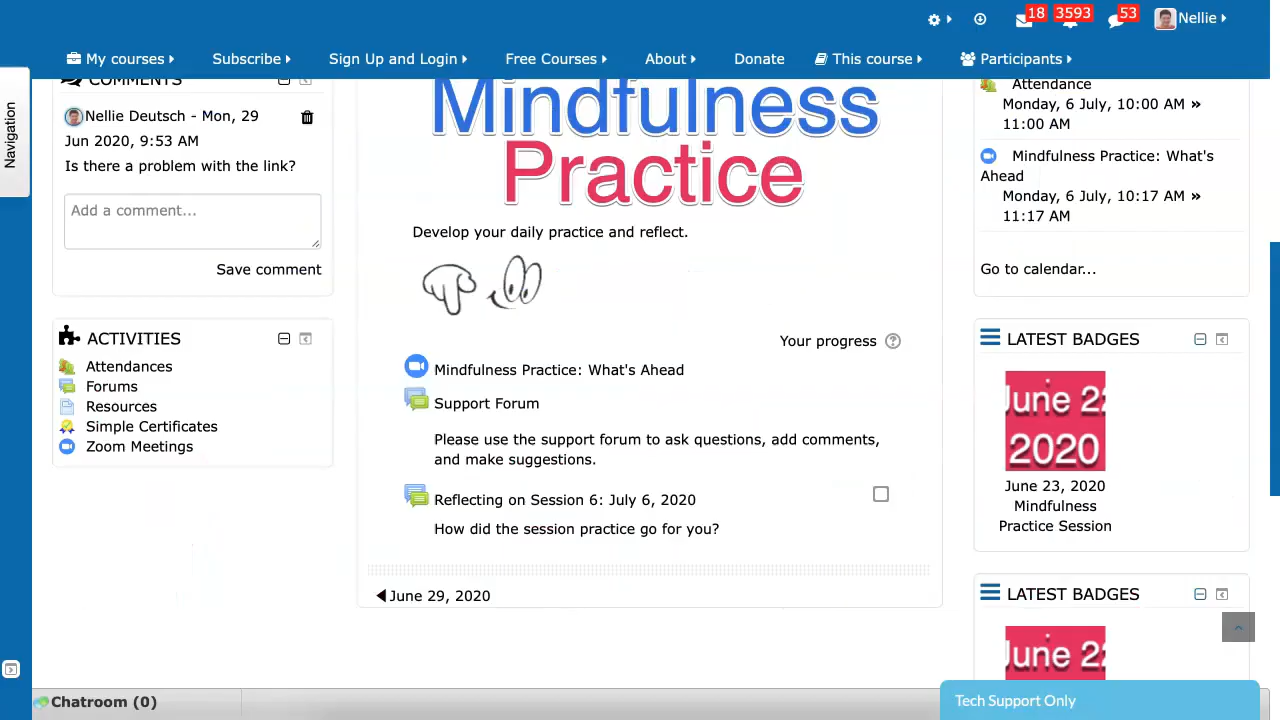 18
3593
53
Nellie
My courses
Subscribe
Sign Up and Login
Free Courses
About
Donate
This course
Participants
Navigation
COMMENTS
Nellie Deutsch - Mon, 29
Jun 2020, 9:53 AM
Is there a problem with the link?
Add a comment...
Save comment
ACTIVITIES
Attendances
Forums
Resources
Simple Certificates
Zoom Meetings
Mindfulness
Practice
Develop your daily practice and reflect.
Your progress
Mindfulness Practice: What's Ahead
Support Forum
Please use the support forum to ask questions, add comments,
and make suggestions.
Reflecting on Session 6: July 6, 2020
How did the session practice go for you?
June 29, 2020
Attendance
Monday, 6 July, 10:00 AM »
11:00 AM
Mindfulness Practice: What's
Ahead
Monday, 6 July, 10:17 AM »
11:17 AM
Go to calendar...
LATEST BADGES
June 22
2020
June 23, 2020
Mindfulness
Practice Session
LATEST BADGES
June 22
Chatroom (0)
Tech Support Only